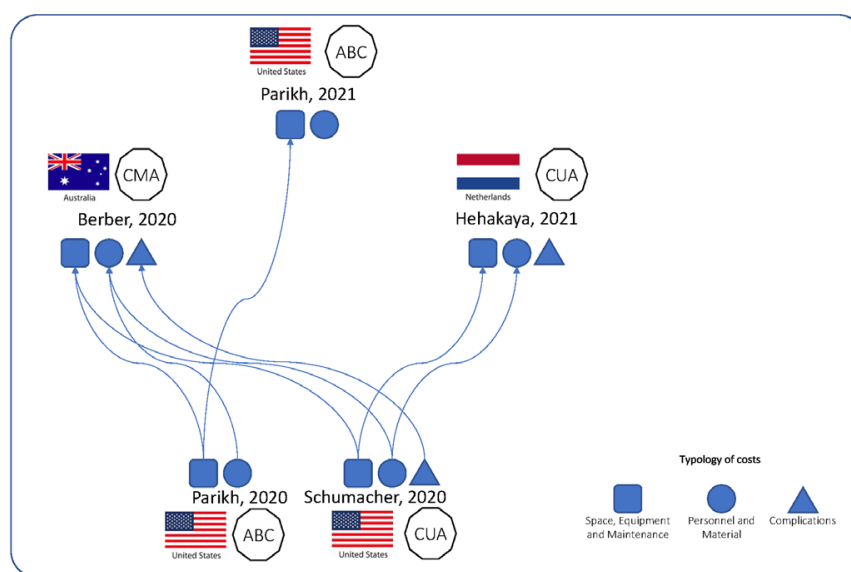 ABC
United States
Parikh, 2021
CMA
Australia
Berber, 2020
CUA
Netherlands
Hehakaya, 2021
Parikh, 2020
ABC
United States
Schumacher, 2020
CUA
United States
Typology of costs
Space, Equipment
and Maintenance
Personnel and
Material
Complications